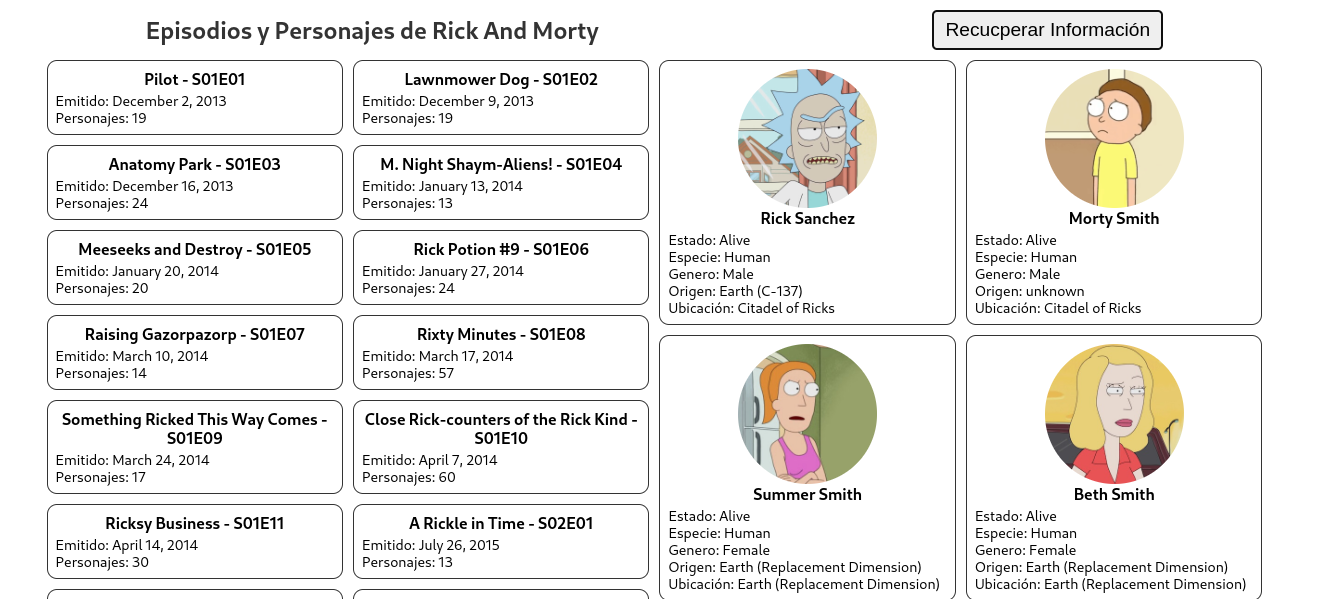 Episodios y Personajes de Rick And Morty
Recucperar Información
Pilot - S01E01
Emitido: December 2, 2013
Personajes: 19
Lawnmower Dog - S01E02
Emitido: December 9, 2013
Personajes: 19
Anatomy Park - S01E03
Emitido: December 16, 2013
Personajes: 24
M. Night Shaym-Aliens! - S01E04
Emitido: January 13, 2014
Personajes: 13
Meeseeks and Destroy - S01E05
Emitido: January 20, 2014
Personajes: 20
Rick Potion #9 - S01E06
Emitido: January 27, 2014
Personajes: 24
Raising Gazorpazorp - S01E07
Emitido: March 10, 2014
Personajes: 14
Rixty Minutes - S01E08
Emitido: March 17, 2014
Personajes: 57
Something Ricked This Way Comes -
S01E09
Emitido: March 24, 2014
Personajes: 17
Close Rick-counters of the Rick Kind -
S01E10
Emitido: April 7, 2014
Personajes: 60
Ricksy Business - S01E11
Emitido: April 14, 2014
Personajes: 30
A Rickle in Time - S02E01
Emitido: July 26, 2015
Personajes: 13
Rick Sanchez
Estado: Alive
Especie: Human
Genero: Male
Origen: Earth (C-137)
Ubicación: Citadel of Ricks
Morty Smith
Estado: Alive
Especie: Human
Genero: Male
Origen: unknown
Ubicación: Citadel of Ricks
Summer Smith
Estado: Alive
Especie: Human
Genero: Female
Origen: Earth (Replacement Dimension)
Ubicación: Earth (Replacement Dimension)
Beth Smith
Estado: Alive
Especie: Human
Genero: Female
Origen: Earth (Replacement Dimension)
Ubicación: Earth (Replacement Dimension)